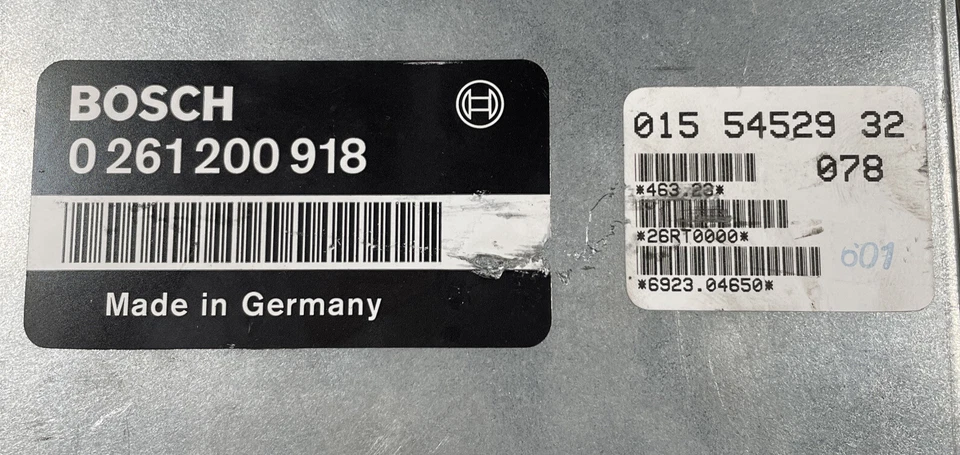 BOSCH
0 261 200 918
Made in Germany
015 54529 32
078
*463.23*
*26RT0000*
*6923.04650*
601